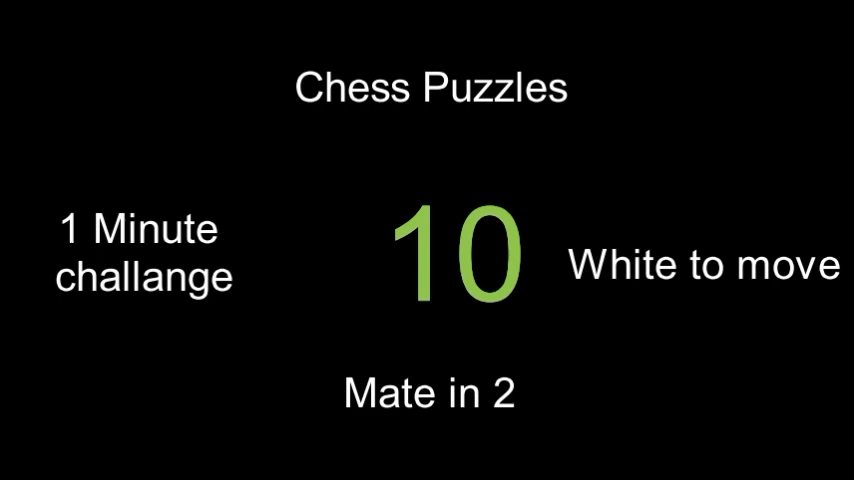 Chess Puzzles
1 Minute
challange
10
White to move
Mate in 2